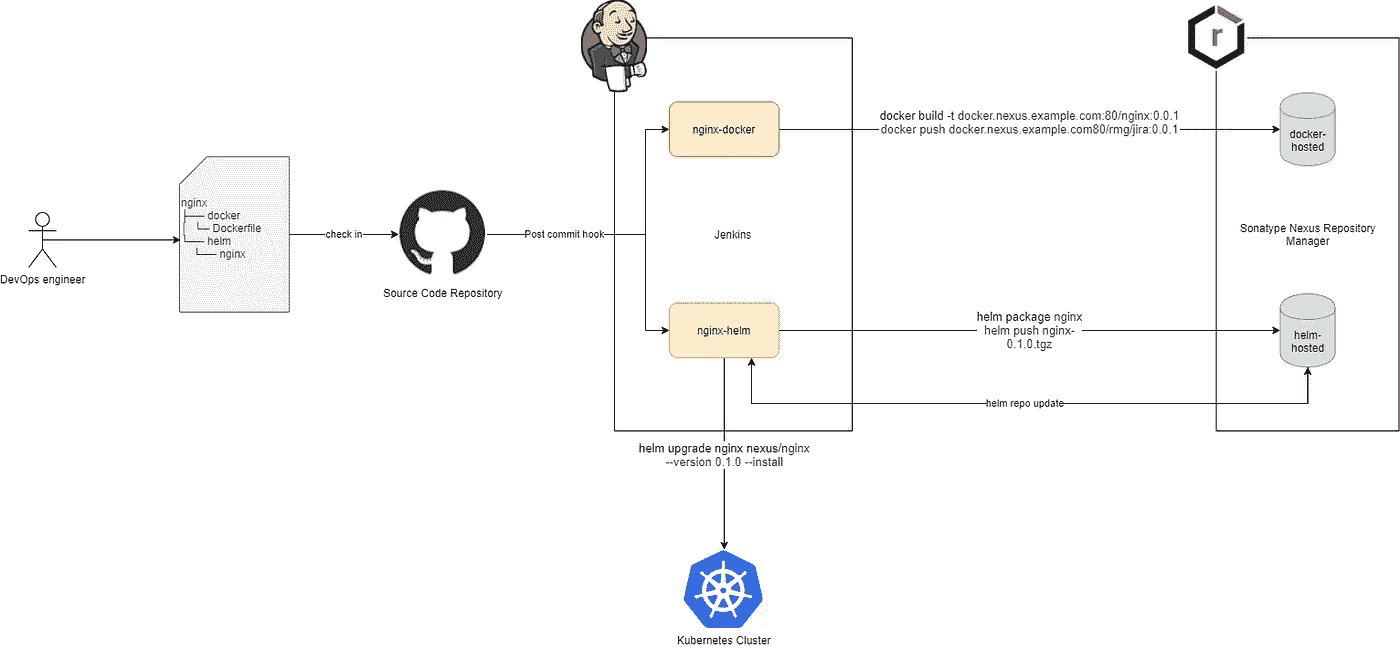 DevOps engineer
nginx
docker
Dockerfile
helm
nginx
check in
Source Code Repository
Post commit hook
nginx-docker
Jenkins
nginx-helm
docker build -t docker.nexus.example.com:80/nginx:0.0.1
docker push docker.nexus.example.com80/rmg/jira:0.0.1
helm package nginx
helm push nginx-
0.1.0.tgz
helm repo update
r
docker-
hosted
Sonatype Nexus Repository
Manager
helm-
hosted
helm upgrade nginx nexus/nginx
--version 0.1.0 --install
Kubernetes Cluster